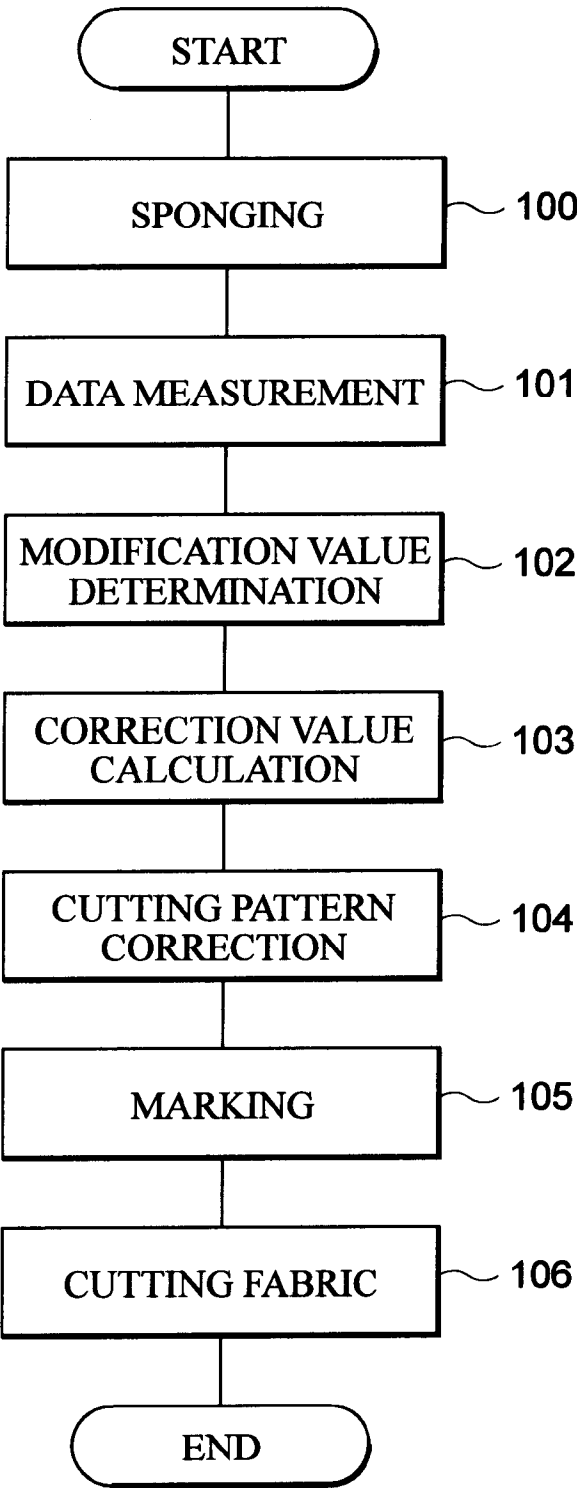 START
SPONGING
100
DATA MEASUREMENT
101
MODIFICATION VALUE
DETERMINATION
102
CORRECTION VALUE
CALCULATION
103
CUTTING PATTERN
CORRECTION
104
MARKING
105
CUTTING FABRIC
106
END